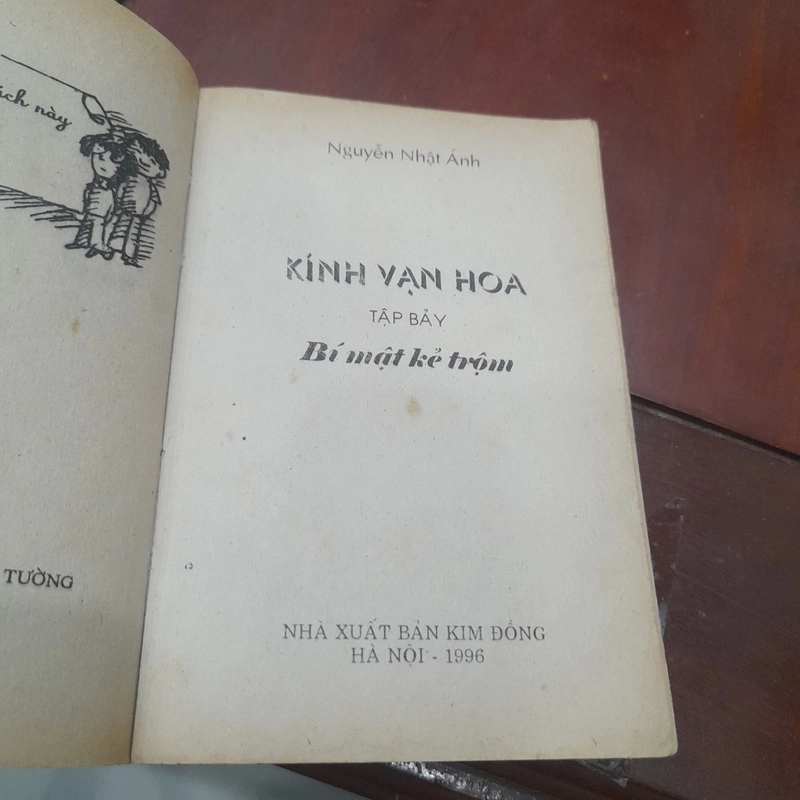 ách này
TƯỜNG
Nguyễn Nhật Ánh
KÍNH VẠN HOA
TẬP BẢY
Bí mật kẻ trộm
NHÀ XUẤT BẢN KIM ĐỒNG
HÀ NỘI - 1996